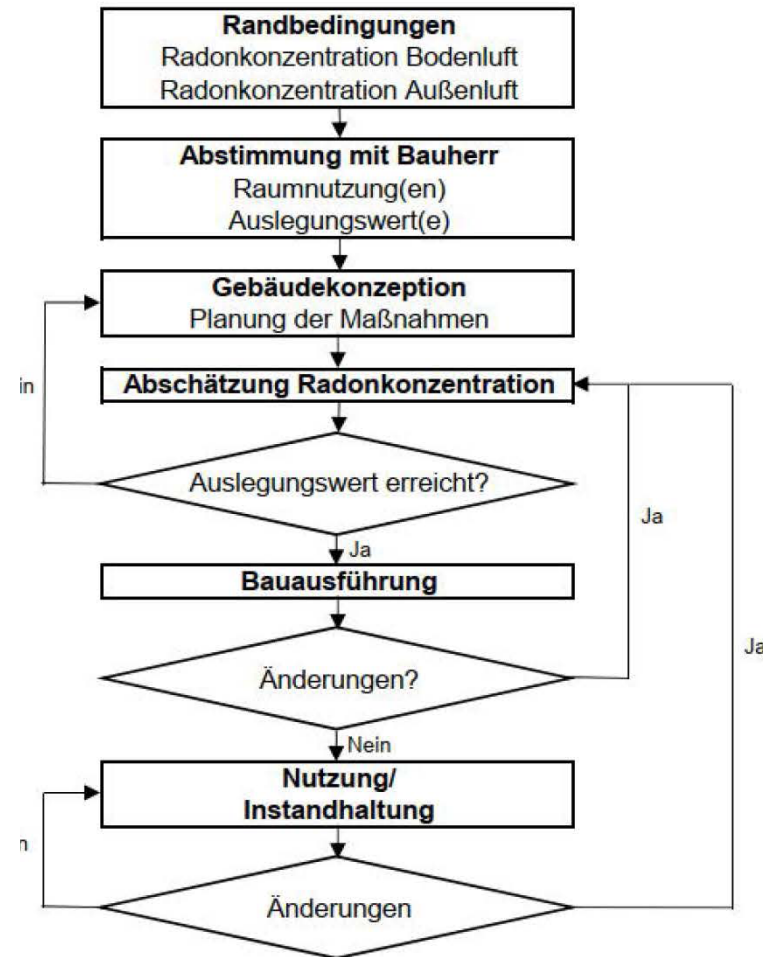 Randbedingungen
Radonkonzentration Bodenluft
Radonkonzentration Außenluft
Abstimmung mit Bauherr
Raumnutzung(en)
Auslegungswert(e)
Gebäudekonzeption
Planung der Maßnahmen
in
Abschätzung Radonkonzentration
Auslegungswert erreicht?
Ja
Ja
Bauausführung
Änderungen?
Ja
Nein
Nutzung/
Instandhaltung
n
Änderungen